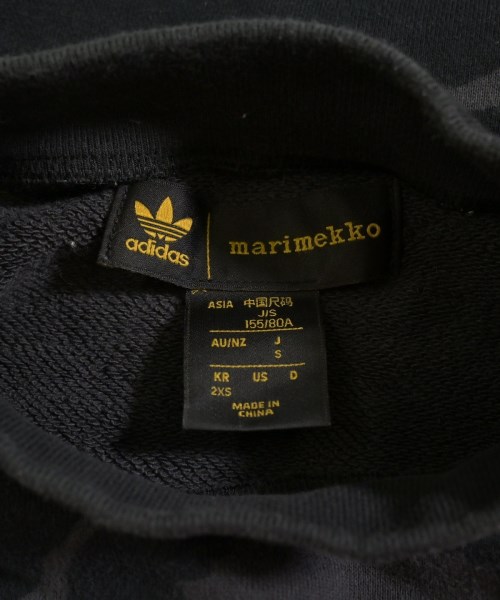 adidas
marimekko
ASIA 中国尺码
J/S
155/80A
AU/NZ J
S
KR US D
2XS
MADE IN
CHINA